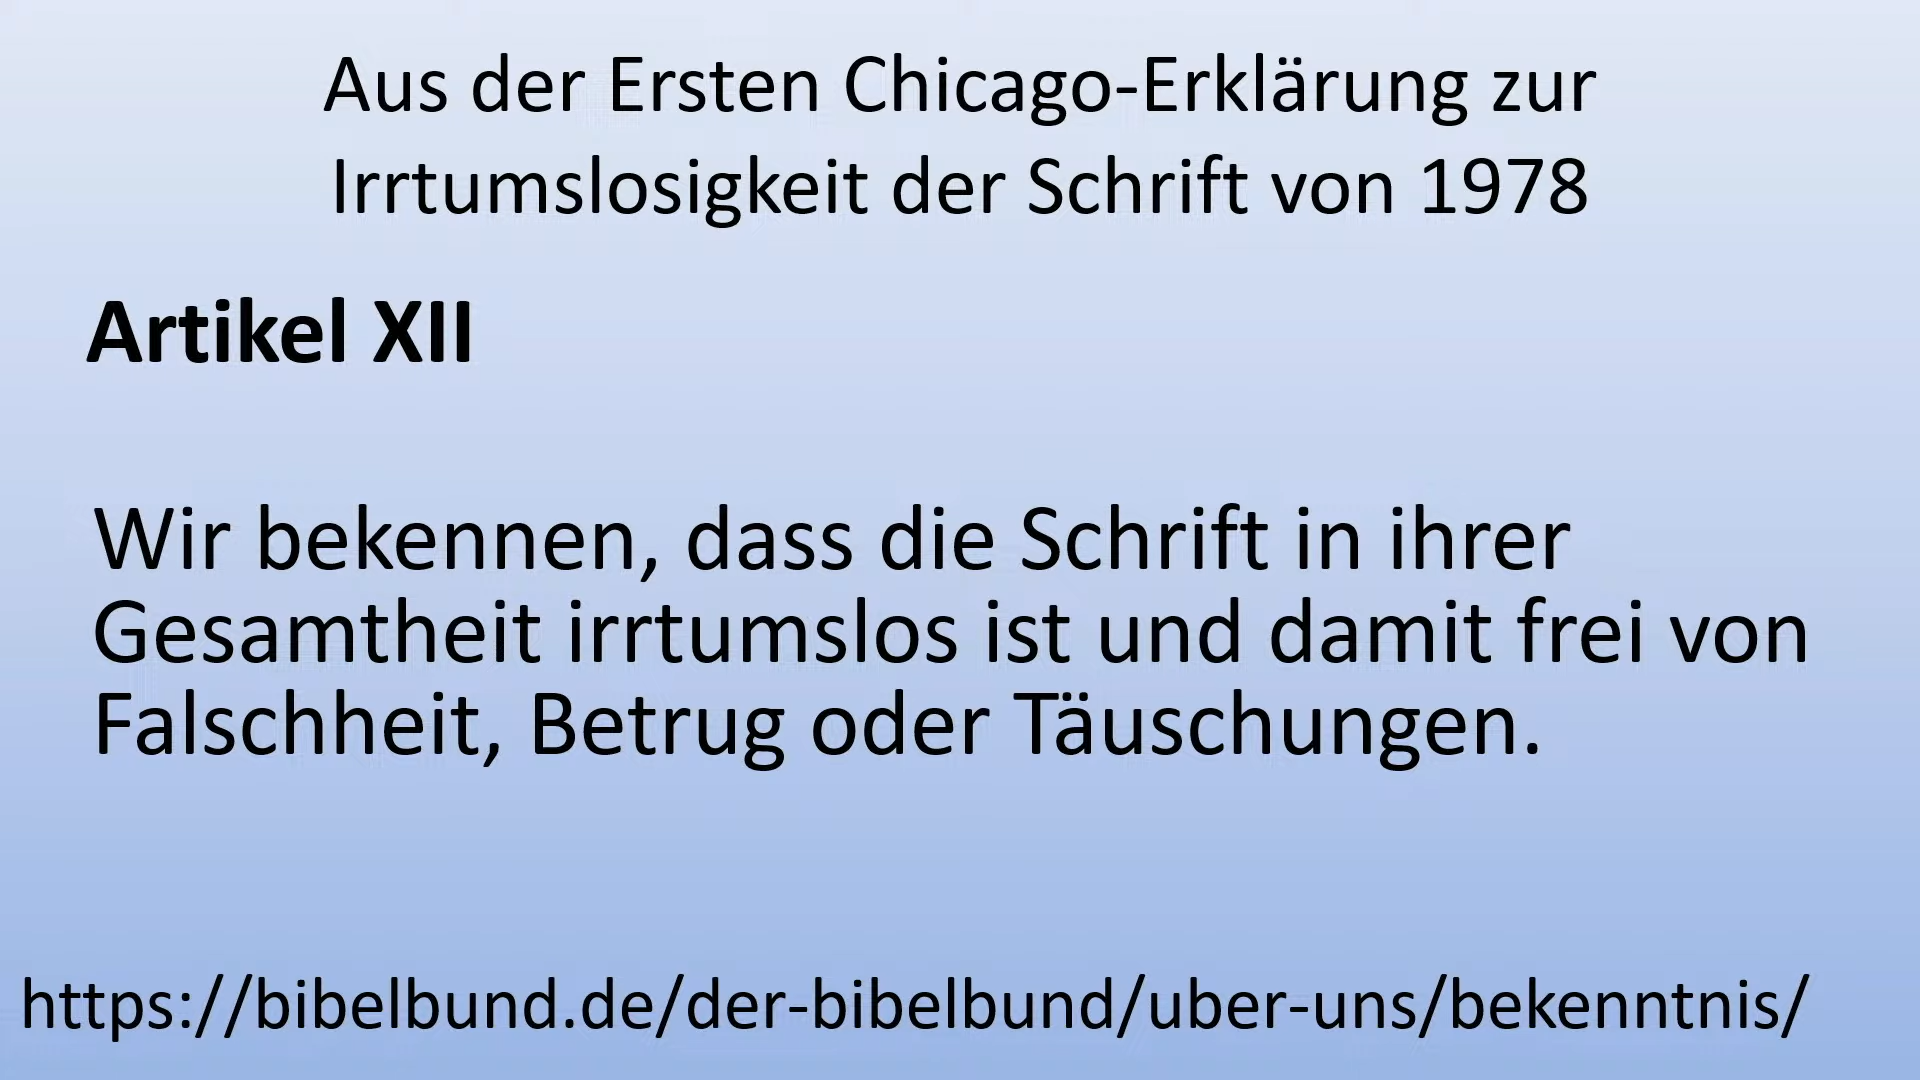 Aus der Ersten Chicago-Erklärung zur
Irrtumslosigkeit der Schrift von 1978
Artikel XII
Wir bekennen, dass die Schrift in ihrer
Gesamtheit irrtumslos ist und damit frei von
Falschheit, Betrug oder Täuschungen.
https://bibelbund.de/der-bibelbund/uber-uns/bekenntnis/